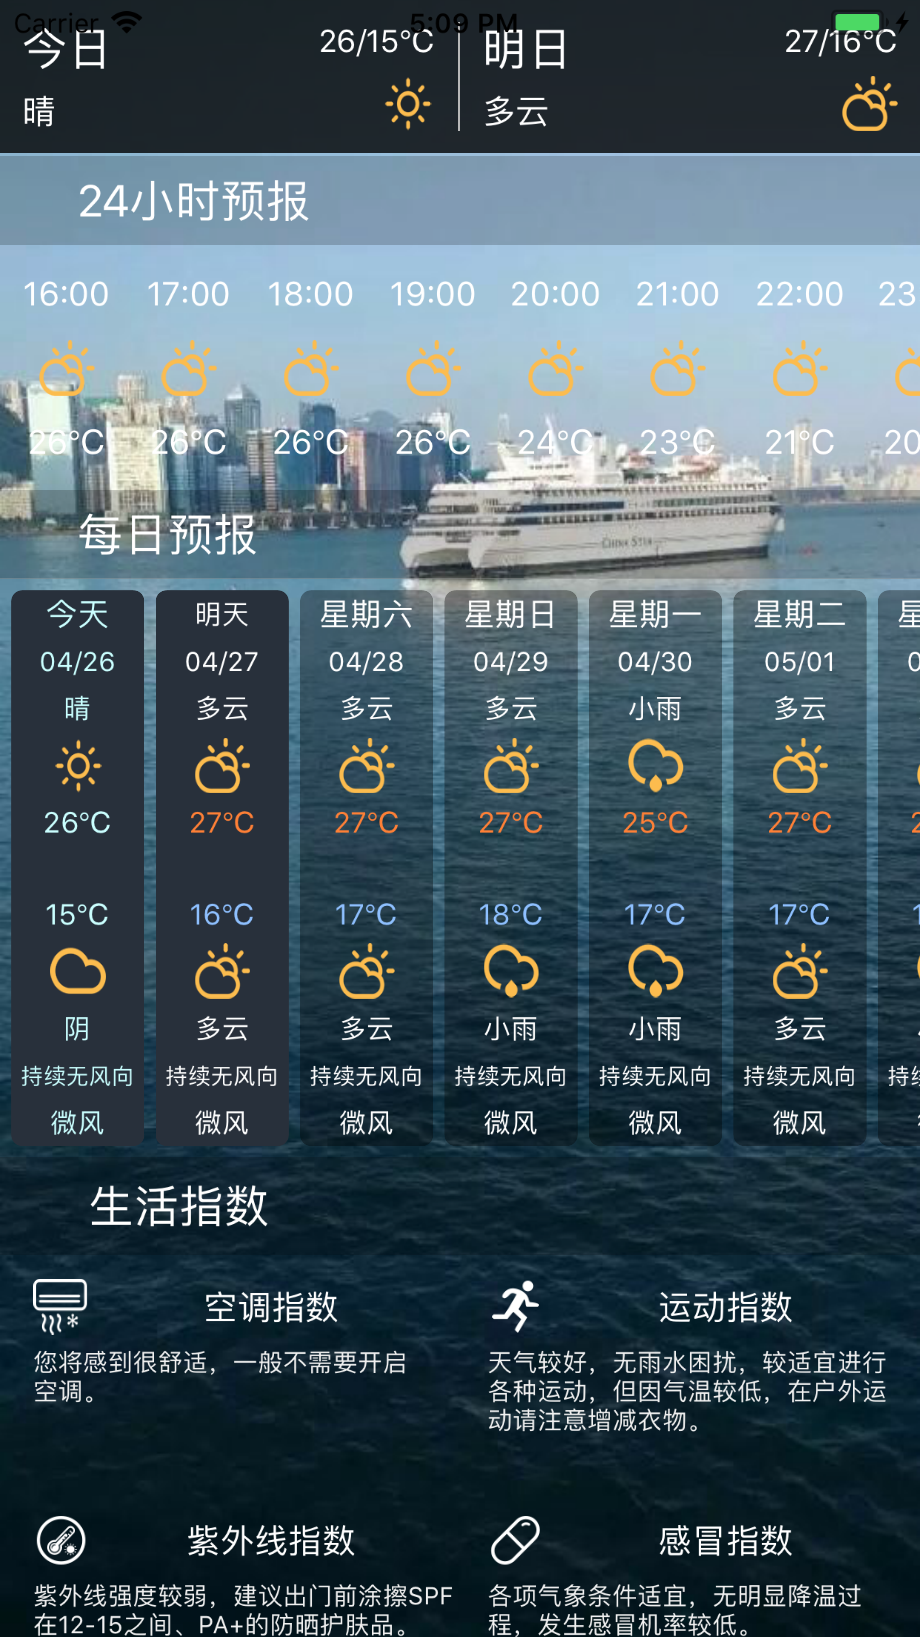 Carrier 5:09 PM
今日 26/15°C 明日 27/16°C
晴 多云
24小时预报
16:00 17:00 18:00 19:00 20:00 21:00 22:00 23
26°C 26°C 26°C 26°C 24°C 23°C 21°C 20
CHINA STAR
每日预报
今天 明天 星期六 星期日 星期一 星期二 星
04/26 04/27 04/28 04/29 04/30 05/01 0
晴 多云 多云 多云 小雨 多云
26°C 27°C 27°C 27°C 25°C 27°C 2
15°C 16°C 17°C 18°C 17°C 17°C 1
阴 多云 多云 小雨 小雨 多云
持续无风向 持续无风向 持续无风向 持续无风向 持续无风向 持续无风向 持续
微风 微风 微风 微风 微风 微风
生活指数
空调指数 运动指数
您将感到很舒适，一般不需要开启
空调。
天气较好，无雨水困扰，较适宜进行
各种运动，但因气温较低，在户外运
动请注意增减衣物。
紫外线指数 感冒指数
紫外线强度较弱，建议出门前涂擦SPF
在12-15之间、PA+的防晒护肤品。
各项气象条件适宜，无明显降温过
程，发生感冒机率较低。